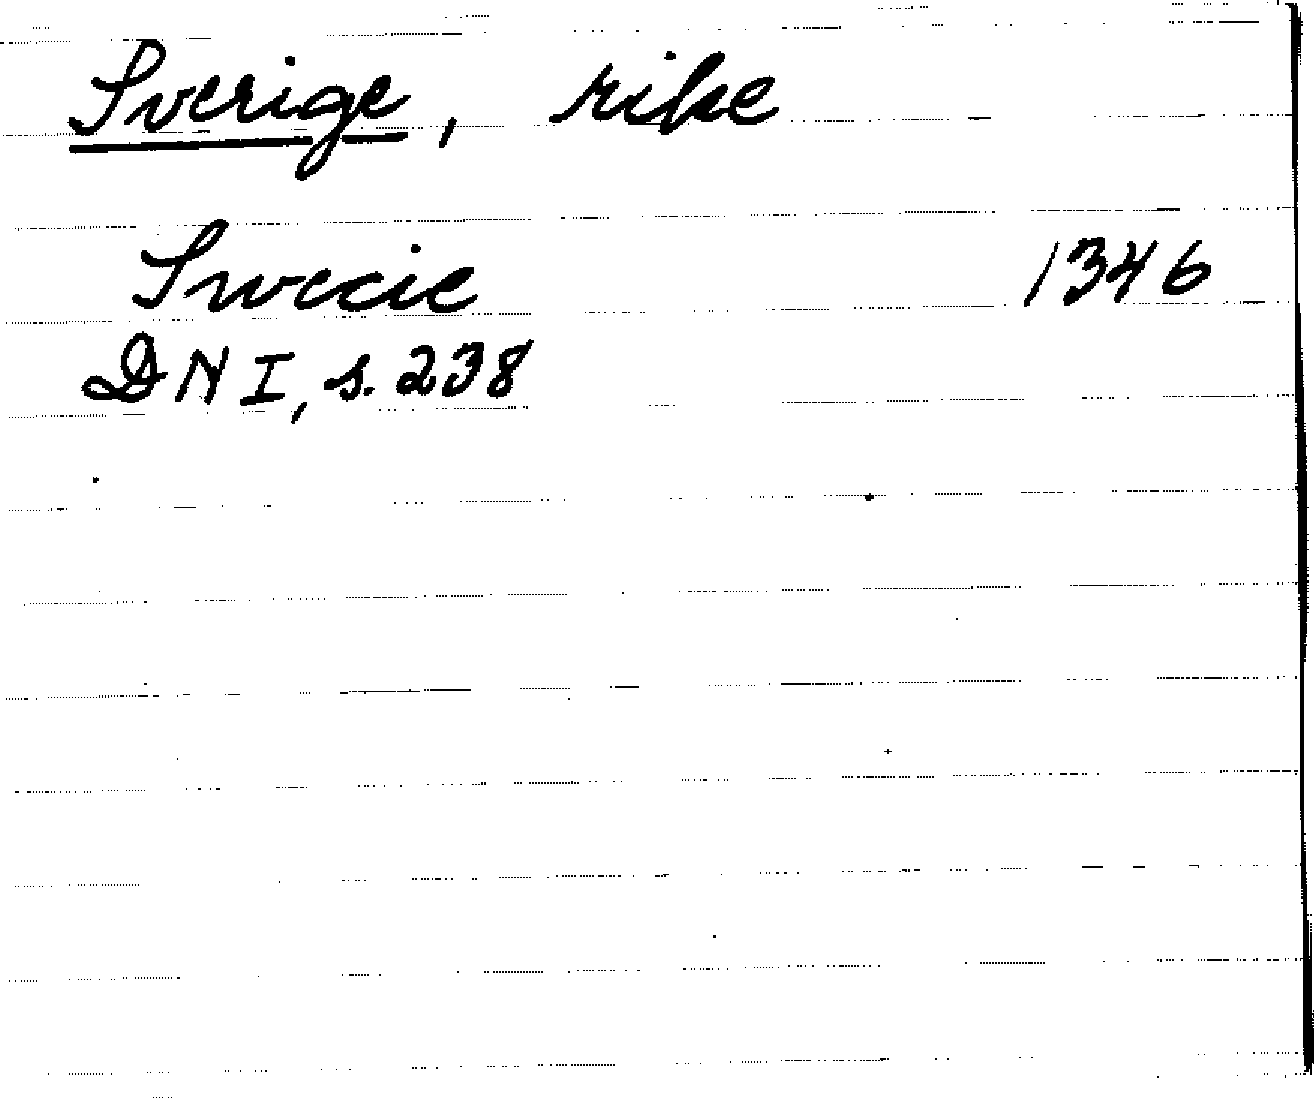 Sverige, rike
Swecie 1346
DN I, s. 238